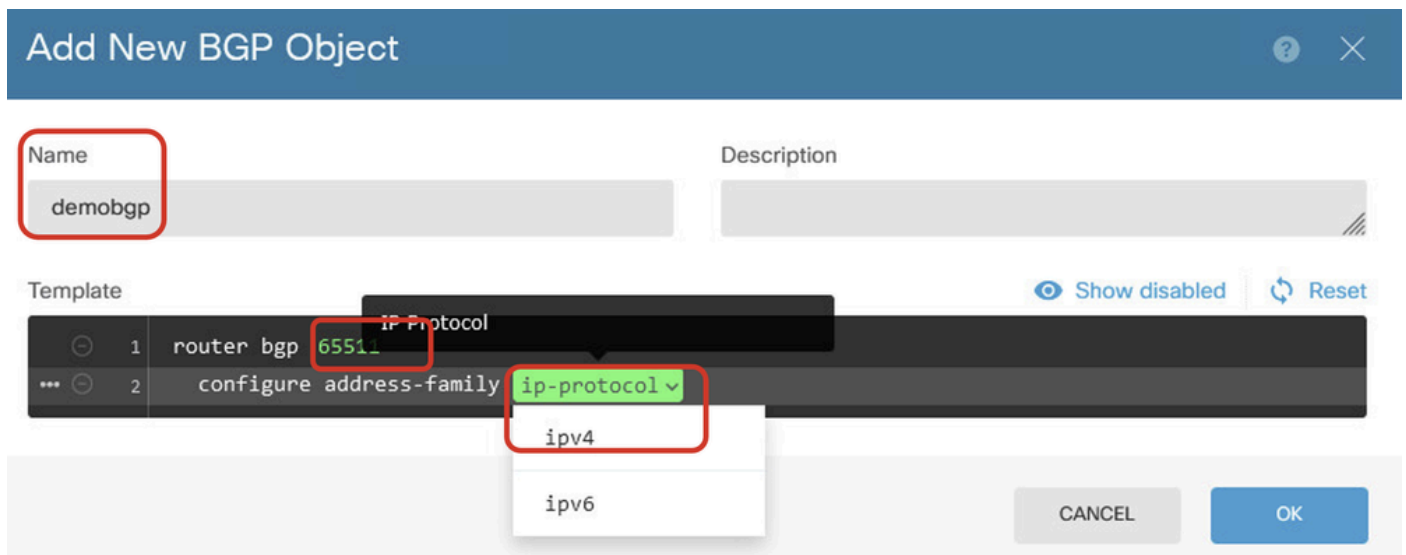 Add New BGP Object
Name
Description
demobgp
Template
Show disabled
Reset
IP Protocol
1 router bgp 65511
2 configure address-family ip-protocol
ipv4
ipv6
CANCEL
OK